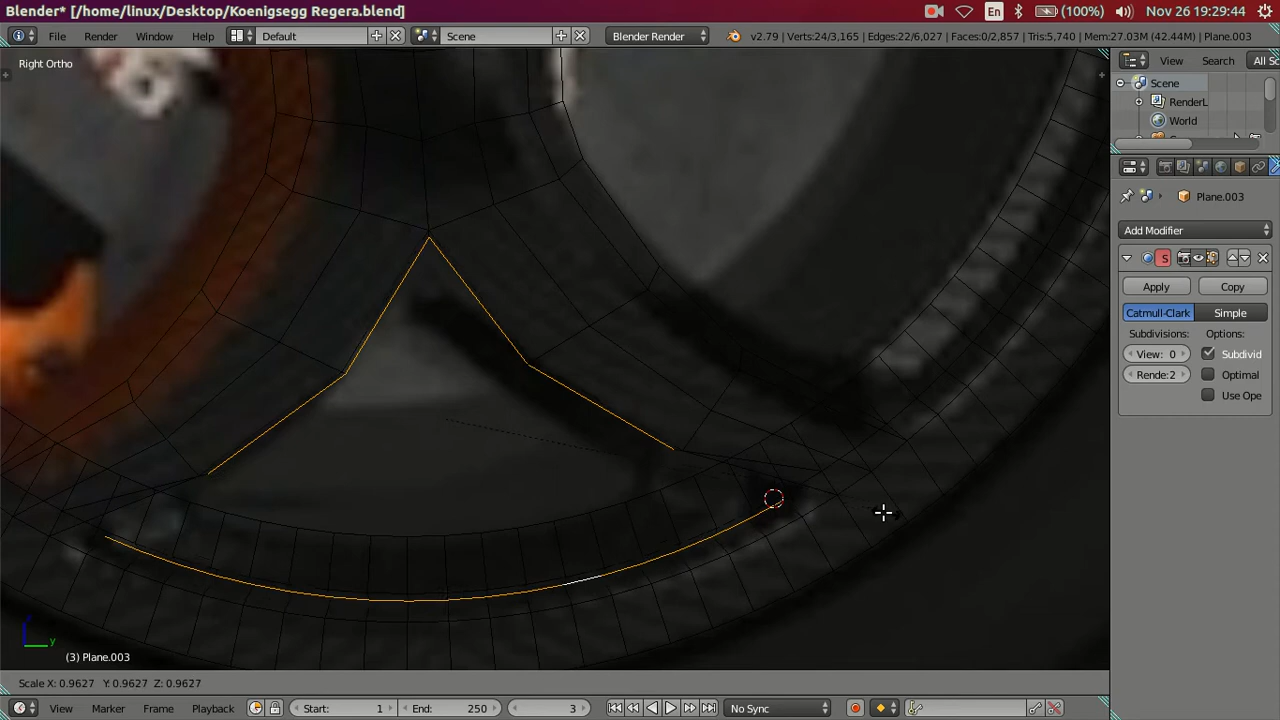 Blender* [/home/linux/Desktop/Koenigsegg Regera.blend]
En
(100%)
Nov 26 19:29:44
File
Render
Window
Help
Default
Scene
Blender Render
v2.79 | Verts:24/3,165 | Edges:22/6,027 | Faces:0/2,857 | Tris:5,740 | Mem:27.03M (42.44M) | Plane.003
Right Ortho
View
Search
All Sc
Scene
RenderL
World
Plane.003
Add Modifier
S
Apply
Copy
Catmull-Clark
Simple
Subdivisions:
Options:
View: 0
Subdivid
Rende:2
Optimal
Use Ope
y
(3) Plane.003
Scale X: 0.9627 Y: 0.9627 Z: 0.9627
View
Marker
Frame
Playback
Start: 1
End: 250
3
No Sync